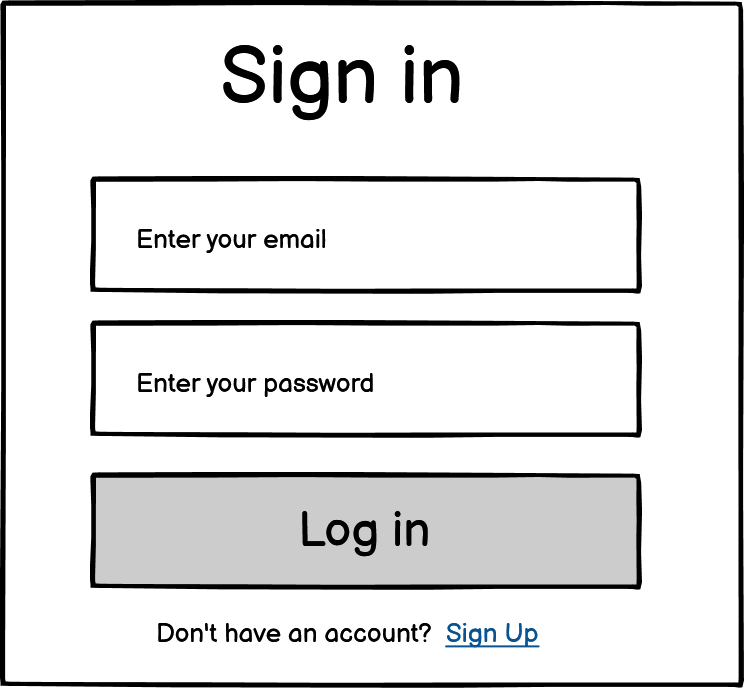 Sign in
Enter your email
Enter your password
Log in
Don't have an account? Sign Up